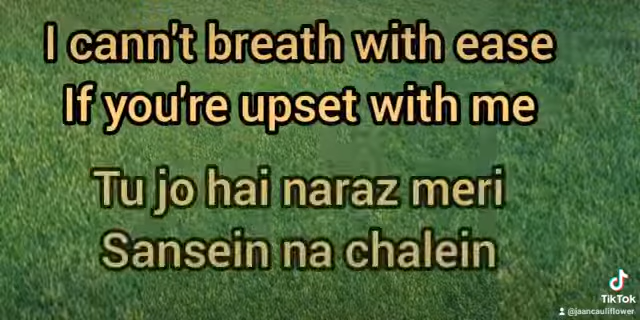 I cann't breath with ease
If you're upset with me
Tu jo hai naraz meri
Sansein na chalein
TikTok
@jaancauliflower